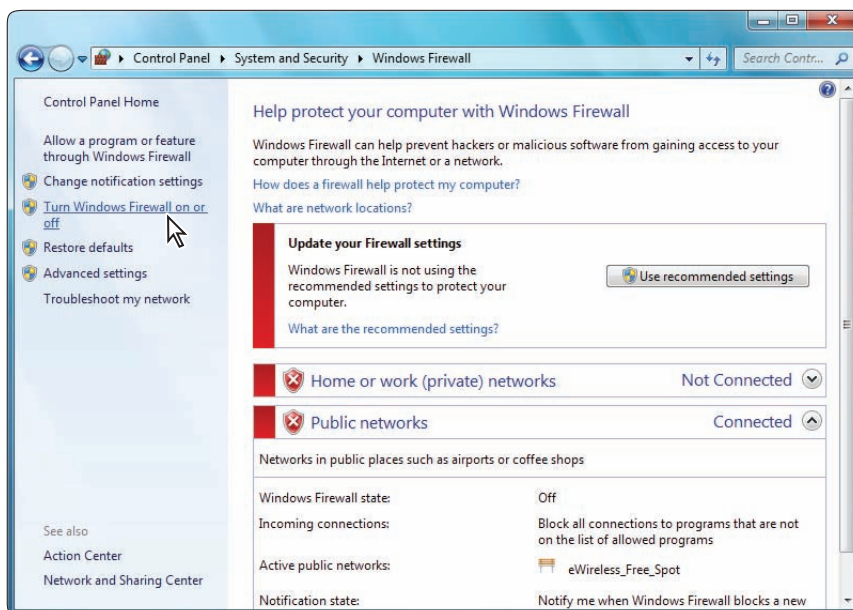 Control Panel ▸ System and Security ▸ Windows Firewall
Search Contr...
Control Panel Home
Allow a program or feature
through Windows Firewall
Change notification settings
Turn Windows Firewall on or
off
Restore defaults
Advanced settings
Troubleshoot my network
See also
Action Center
Network and Sharing Center
Help protect your computer with Windows Firewall
Windows Firewall can help prevent hackers or malicious software from gaining access to your
computer through the Internet or a network.
How does a firewall help protect my computer?
What are network locations?
Update your Firewall settings
Windows Firewall is not using the
recommended settings to protect your
computer.
What are the recommended settings?
Use recommended settings
Home or work (private) networks Not Connected
Public networks Connected
Networks in public places such as airports or coffee shops
Windows Firewall state: Off
Incoming connections: Block all connections to programs that are not
on the list of allowed programs
Active public networks: eWireless_Free_Spot
Notification state: Notify me when Windows Firewall blocks a new